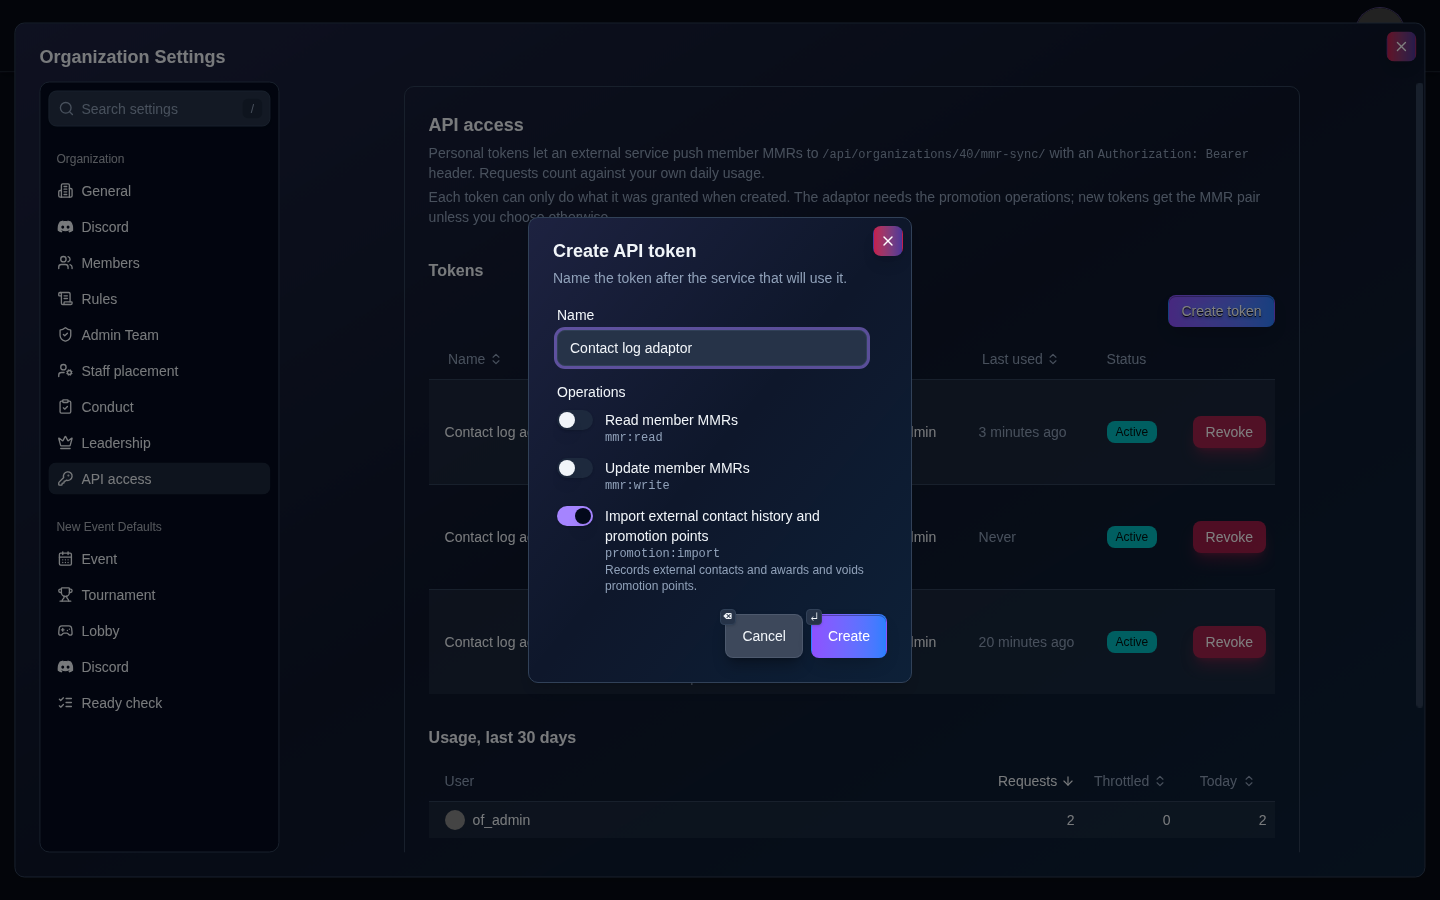 Organization Settings
Search settings /
Organization
General
Discord
Members
Rules
Admin Team
Staff placement
Conduct
Leadership
API access
New Event Defaults
Event
Tournament
Lobby
Discord
Ready check
API access
Personal tokens let an external service push member MMRs to /api/organizations/40/mmr-sync/ with an Authorization: Bearer
header. Requests count against your own daily usage.
Each token can only do what it was granted when created. The adaptor needs the promotion operations; new tokens get the MMR pair
unless you choose otherwise.
Tokens
Create token
Name Last used Status
Contact log 3 minutes ago Active Revoke
Contact log Never Active Revoke
Contact log 20 minutes ago Active Revoke
Create API token
Name the token after the service that will use it.
Name
Contact log adaptor
Operations
Read member MMRs
mmr:read
Update member MMRs
mmr:write
Import external contact history and
promotion points
promotion:import
Records external contacts and awards and voids
promotion points.
Cancel Create
Usage, last 30 days
User Requests Throttled Today
of_admin 2 0 2